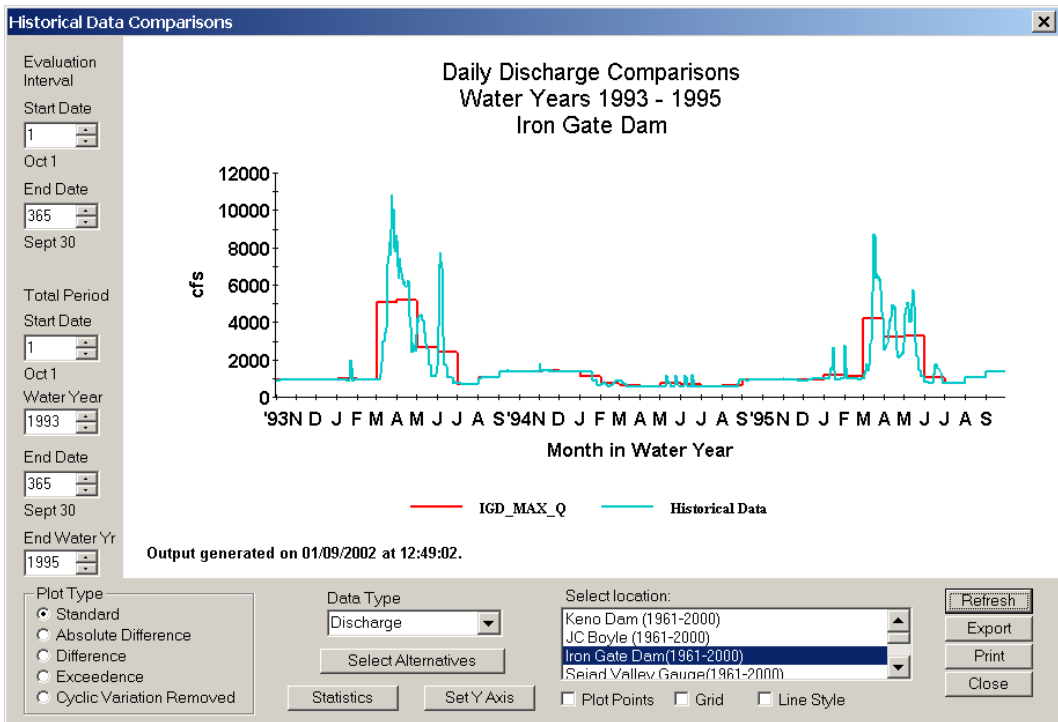 Historical Data Comparisons
Evaluation
Interval
Start Date
1
Oct 1
End Date
365
Sept 30
Total Period
Start Date
1
Oct 1
Water Year
1993
End Date
365
Sept 30
End Water Yr
1995
Daily Discharge Comparisons
Water Years 1993 - 1995
Iron Gate Dam
12000
10000
8000
6000
4000
2000
0
cfs
'93 N D J F M A M J J A S '94 N D J F M A M J J A S '95 N D J F M A M J J A S
Month in Water Year
IGD_MAX_Q Historical Data
Output generated on 01/09/2002 at 12:49:02.
Plot Type
Standard
Absolute Difference
Difference
Exceedence
Cyclic Variation Removed
Data Type
Discharge
Select Alternatives
Statistics
Set Y Axis
Select location:
Keno Dam (1961-2000)
JC Boyle (1961-2000)
Iron Gate Dam(1961-2000)
Seiad Valley Gauge(1961-2000)
Plot Points
Grid
Line Style
Refresh
Export
Print
Close